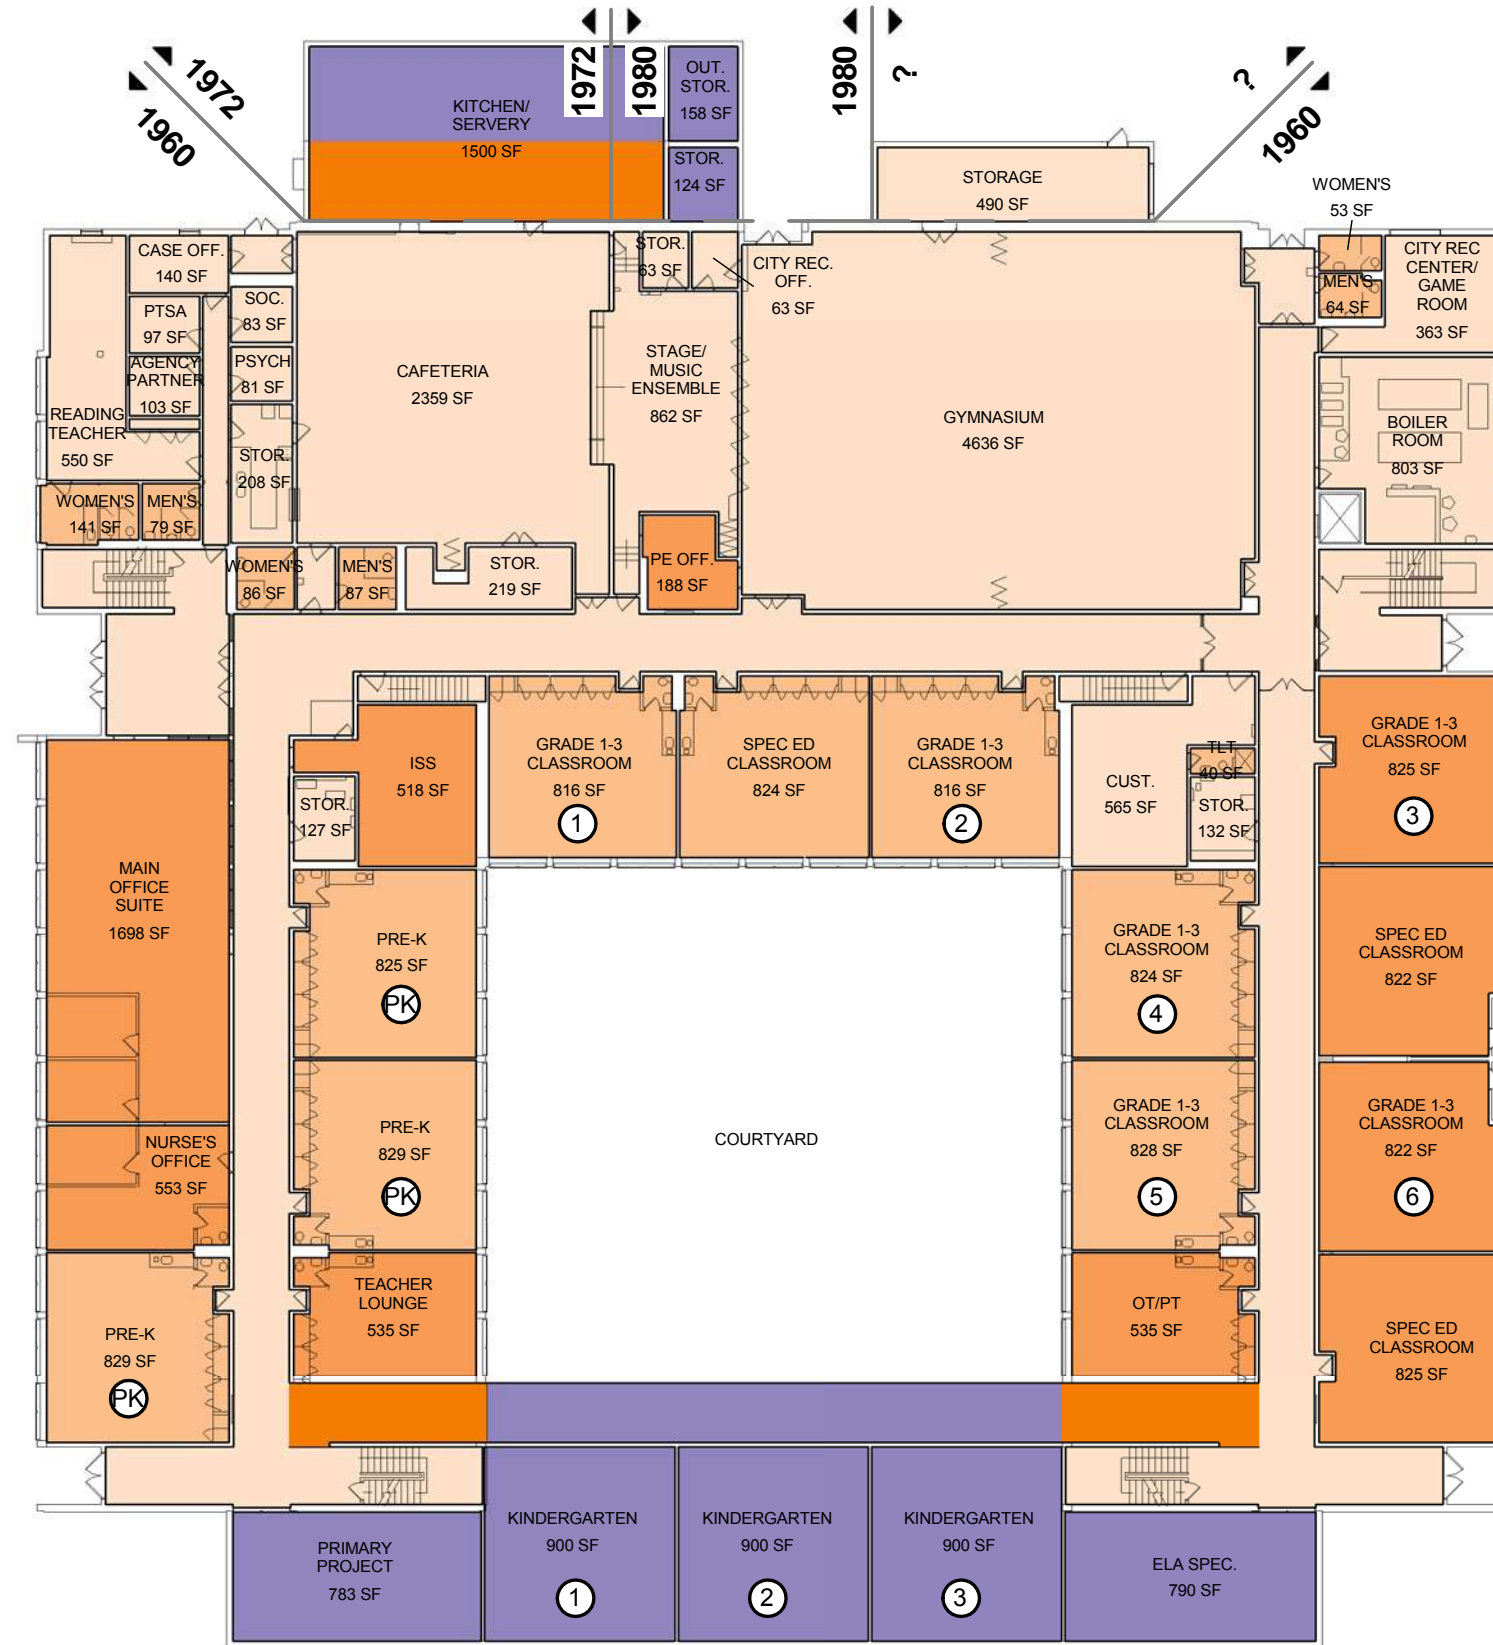 1972
1960
1972
1980
1980
?
?
1960
KITCHEN/
SERVERY
1500 SF
OUT.
STOR.
158 SF
STOR.
124 SF
STORAGE
490 SF
WOMEN'S
53 SF
CASE OFF.
140 SF
PTSA
97 SF
AGENCY
PARTNER
103 SF
READING
TEACHER
550 SF
SOC.
83 SF
PSYCH
81 SF
STOR.
208 SF
WOMEN'S
141 SF
MEN'S
79 SF
CAFETERIA
2359 SF
STOR.
63 SF
CITY REC.
OFF.
63 SF
STAGE/
MUSIC
ENSEMBLE
862 SF
GYMNASIUM
4636 SF
MEN'S
64 SF
CITY REC
CENTER/
GAME
ROOM
363 SF
BOILER
ROOM
803 SF
WOMEN'S
86 SF
MEN'S
87 SF
STOR.
219 SF
PE OFF.
188 SF
ISS
518 SF
STOR.
127 SF
GRADE 1-3
CLASSROOM
816 SF
1
SPEC ED
CLASSROOM
824 SF
GRADE 1-3
CLASSROOM
816 SF
2
CUST.
565 SF
TLT
40 SF
STOR.
132 SF
GRADE 1-3
CLASSROOM
825 SF
3
MAIN
OFFICE
SUITE
1698 SF
PRE-K
825 SF
PK
GRADE 1-3
CLASSROOM
824 SF
4
SPEC ED
CLASSROOM
822 SF
NURSE'S
OFFICE
553 SF
PRE-K
829 SF
PK
COURTYARD
GRADE 1-3
CLASSROOM
828 SF
5
GRADE 1-3
CLASSROOM
822 SF
6
PRE-K
829 SF
PK
TEACHER
LOUNGE
535 SF
OT/PT
535 SF
SPEC ED
CLASSROOM
825 SF
PRIMARY
PROJECT
783 SF
KINDERGARTEN
900 SF
1
KINDERGARTEN
900 SF
2
KINDERGARTEN
900 SF
3
ELA SPEC.
790 SF